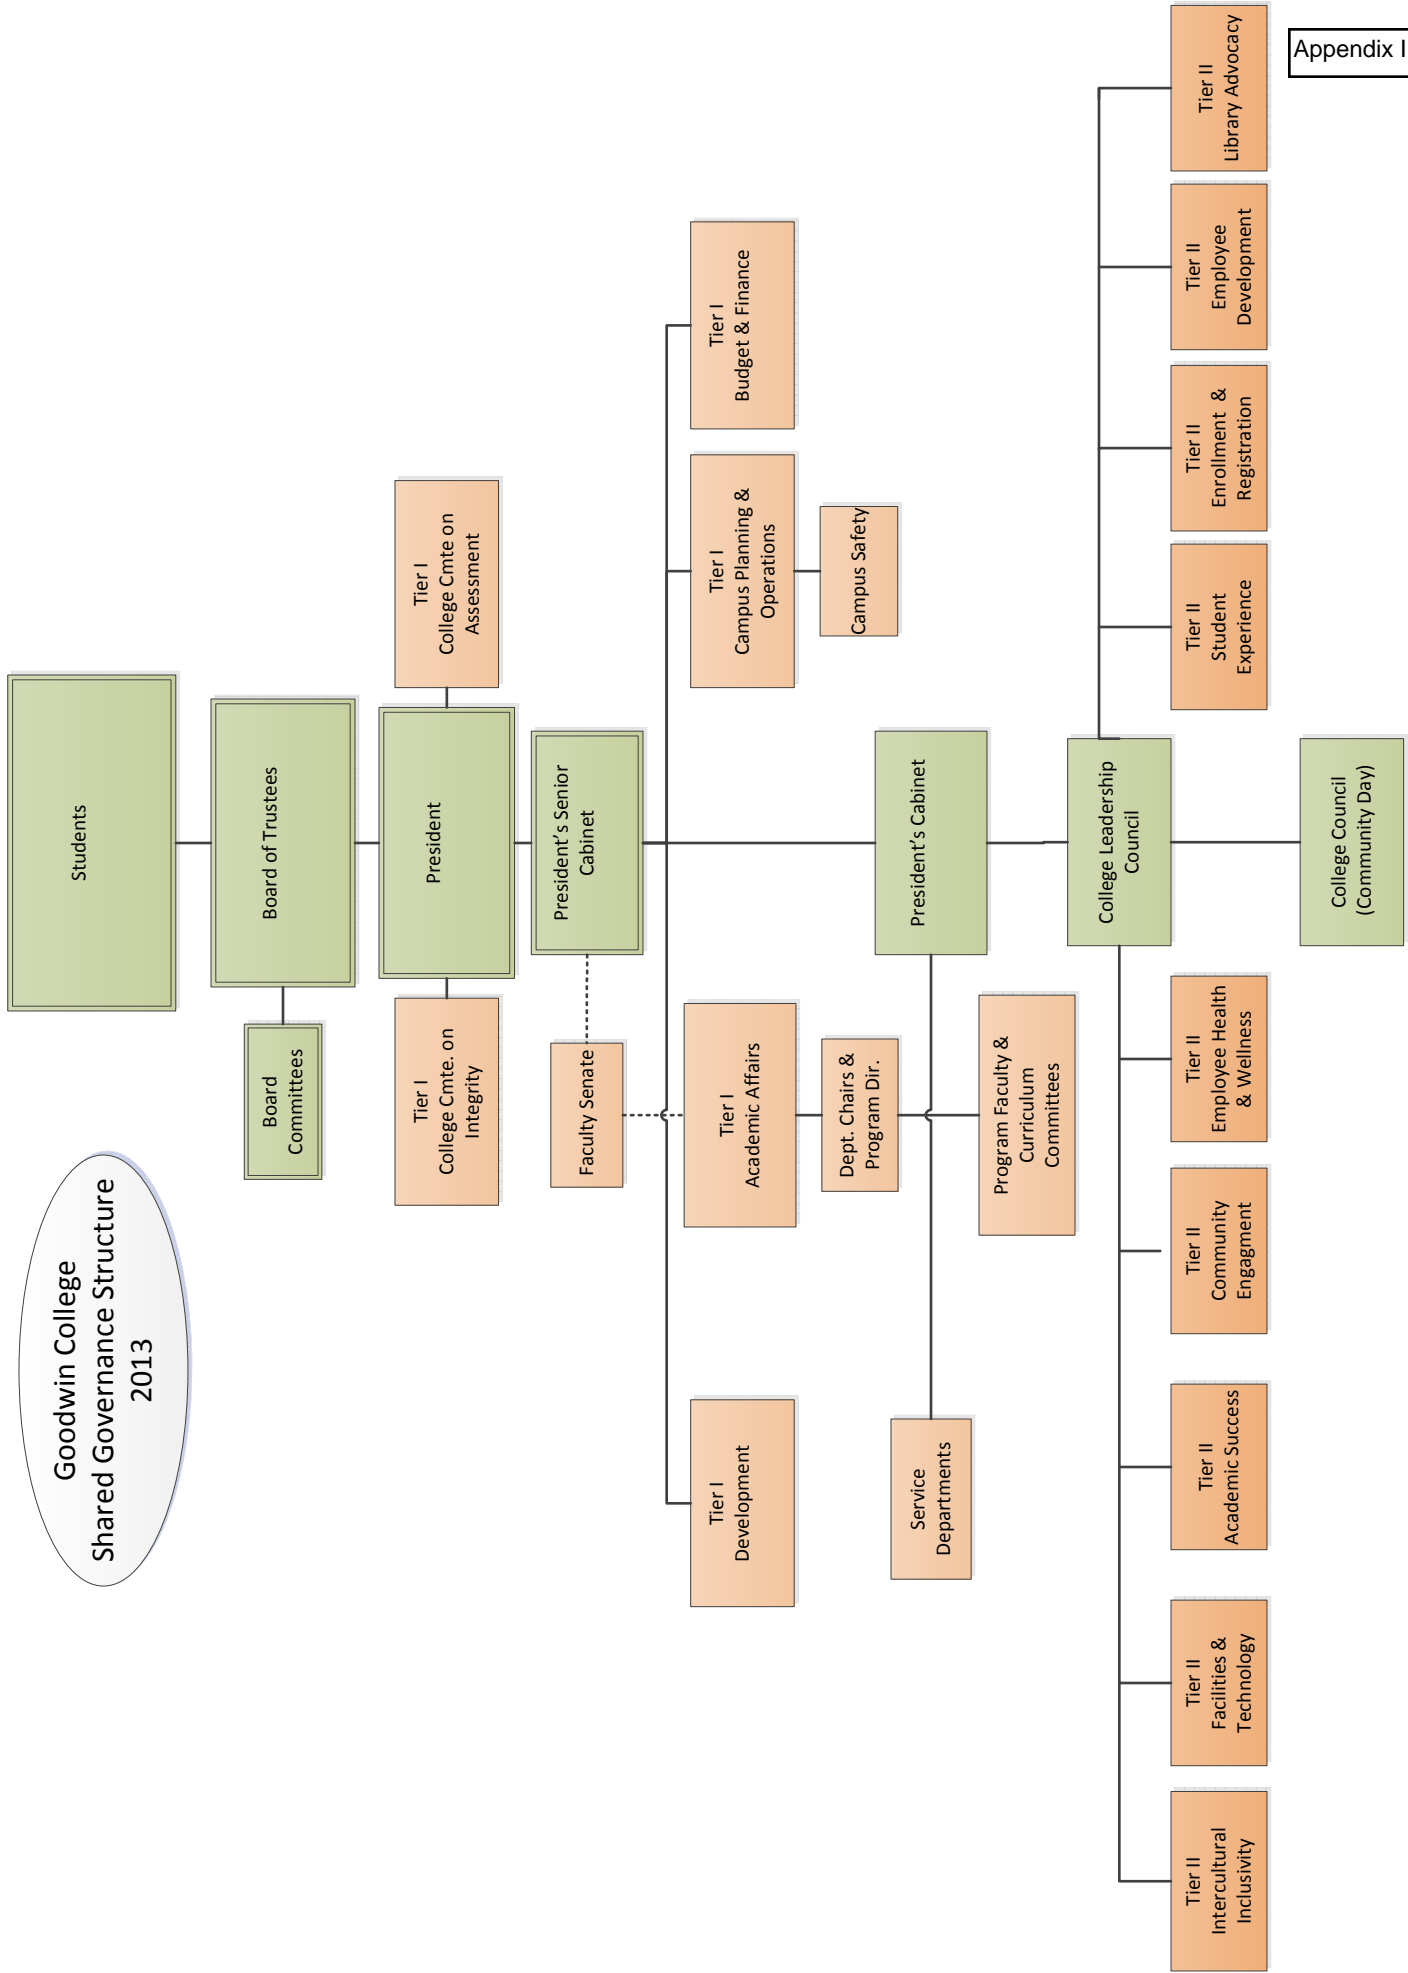 Goodwin College
Shared Governance Structure
2013
Students
Board of Trustees
Board
Committees
President
Tier I
College Cmte. on
Integrity
Tier I
College Cmte on
Assessment
President's Senior
Cabinet
Faculty Senate
Tier I
Development
Tier I
Academic Affairs
Tier I
Campus Planning &
Operations
Tier I
Budget & Finance
Dept. Chairs &
Program Dir.
Campus Safety
Service
Departments
President's Cabinet
Program Faculty &
Curriculum
Committees
College Leadership
Council
Tier II
Intercultural
Inclusivity
Tier II
Facilities &
Technology
Tier II
Academic Success
Tier II
Community
Engagment
Tier II
Employee Health
& Wellness
Tier II
Student
Experience
Tier II
Enrollment &
Registration
Tier II
Employee
Development
Tier II
Library Advocacy
College Council
(Community Day)
Appendix I